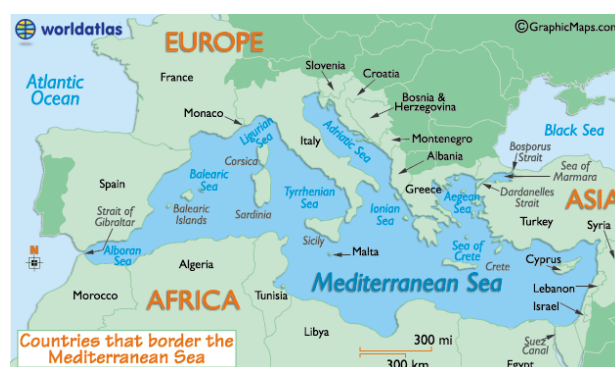 worldatlas
©GraphicMaps.com
EUROPE
Atlantic
Ocean
France
Slovenia
Croatia
Bosnia &
Herzegovina
Monaco
Ligurian
Sea
Italy
Adriatic Sea
Montenegro
Black Sea
Albania
Bosporus
Strait
Sea of
Marmara
Corsica
Spain
Balearic
Sea
Greece
Aegean
Sea
Dardanelles
Strait
ASIA
Strait of
Gibraltar
Balearic
Islands
Sardinia
Tyrrhenian
Sea
Ionian
Sea
Turkey
Syria
Alboran
Sea
Sicily
Malta
Sea of
Crete
Crete
Cyprus
N
Algeria
Mediterranean Sea
Lebanon
Morocco
AFRICA
Tunisia
Israel
Libya
300 mi
300 km
Suez
Canal
Egypt
Countries that border the
Mediterranean Sea